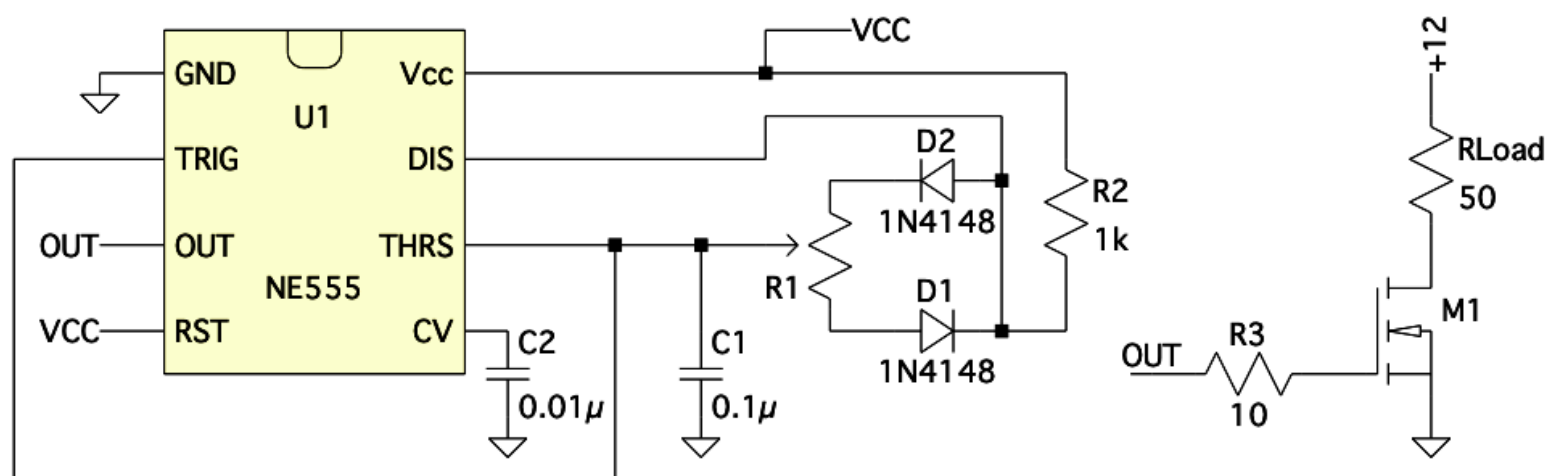 VCC
GND
Vcc
U1
TRIG
DIS
OUT
OUT
THRS
NE555
VCC
RST
CV
C2
0.01µ
C1
0.1µ
R1
D2
1N4148
D1
1N4148
R2
1k
+12
RLoad
50
M1
OUT
R3
10